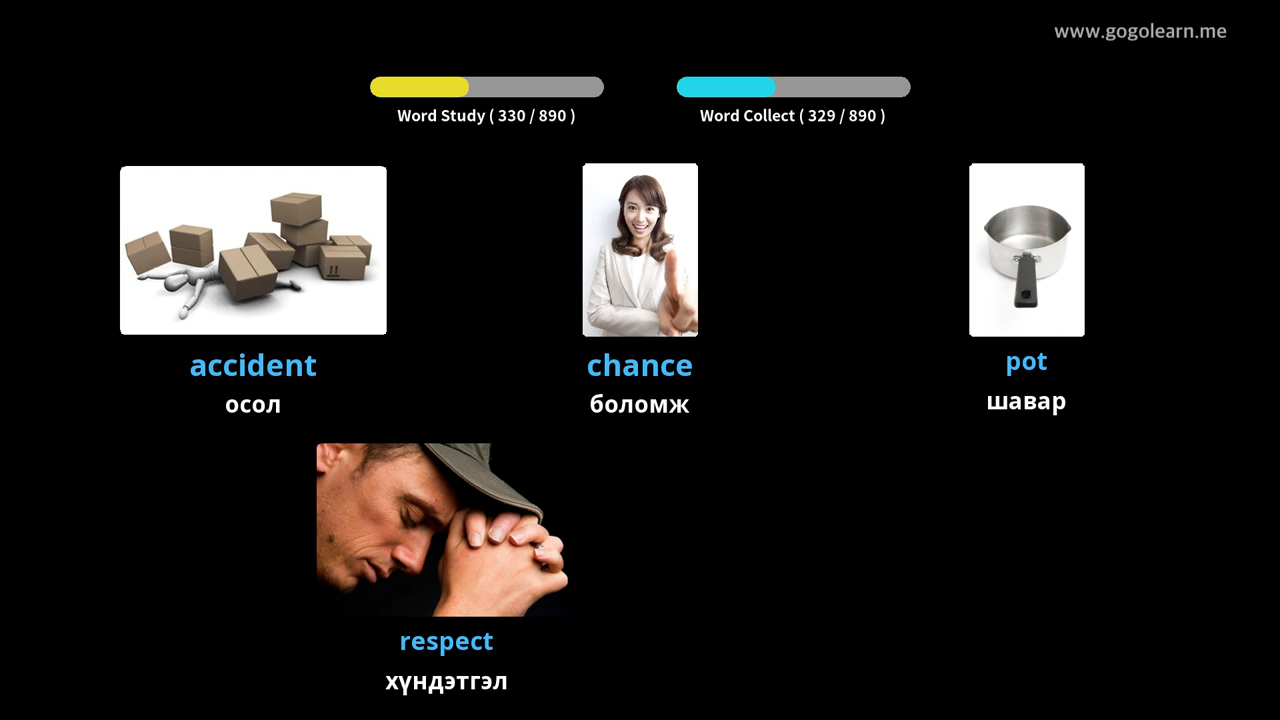 www.gogolearn.me
Word Study ( 330 / 890 )
Word Collect ( 329 / 890 )
accident
осол
chance
боломж
pot
шавар
respect
хүндэтгэл